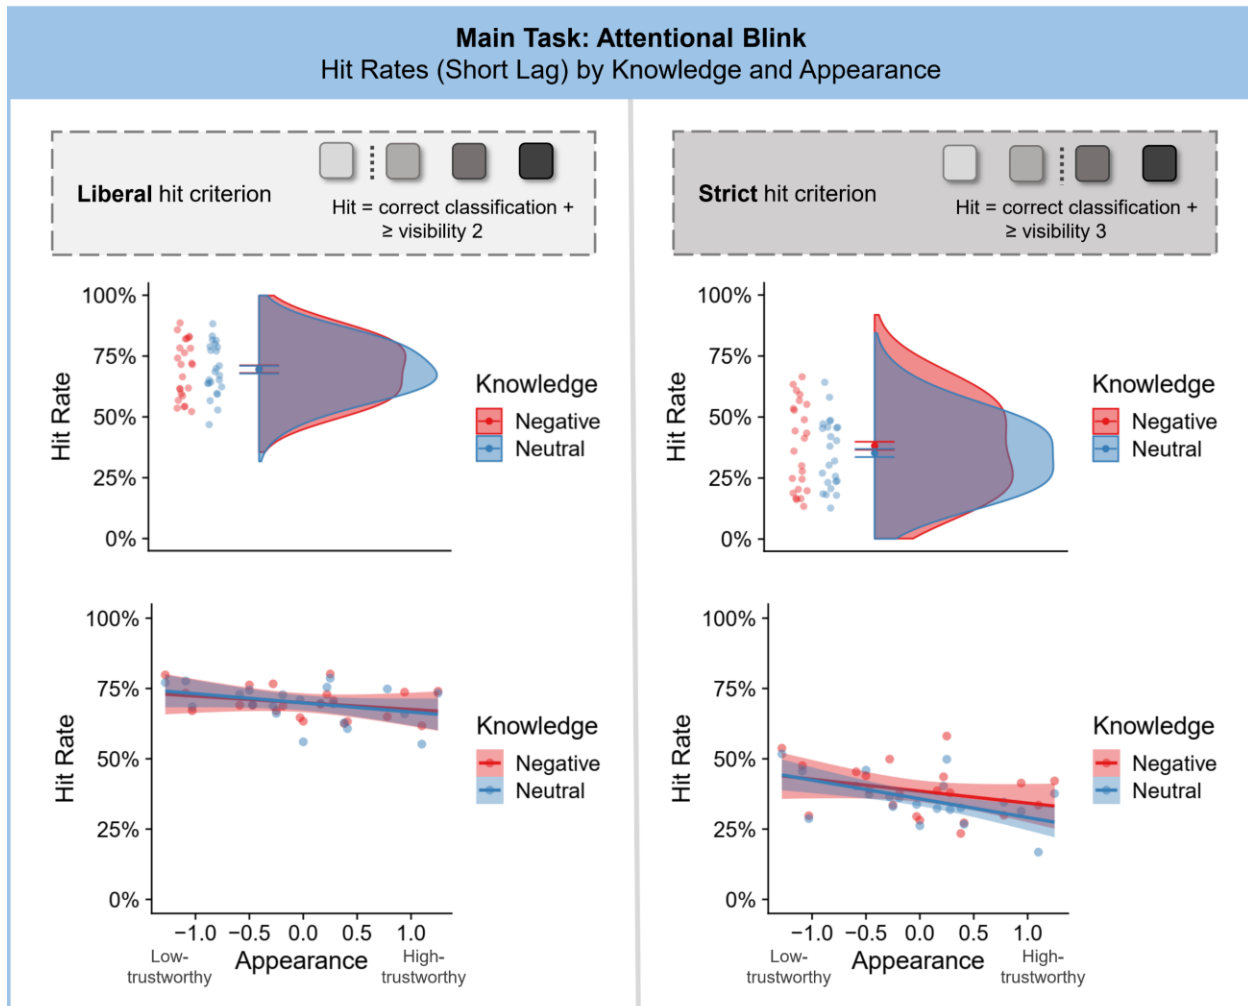 Main Task: Attentional Blink
Hit Rates (Short Lag) by Knowledge and Appearance
Liberal hit criterion
Hit = correct classification +
≥ visibility 2
Strict hit criterion
Hit = correct classification +
≥ visibility 3
100%
75%
50%
25%
0%
Hit Rate
Knowledge
Negative
Neutral
100%
75%
50%
25%
0%
Hit Rate
Knowledge
Negative
Neutral
100%
75%
50%
25%
0%
Hit Rate
−1.0 −0.5 0.0 0.5 1.0
Low-
trustworthy
Appearance
High-
trustworthy
Knowledge
Negative
Neutral
100%
75%
50%
25%
0%
Hit Rate
−1.0 −0.5 0.0 0.5 1.0
Low-
trustworthy
Appearance
High-
trustworthy
Knowledge
Negative
Neutral